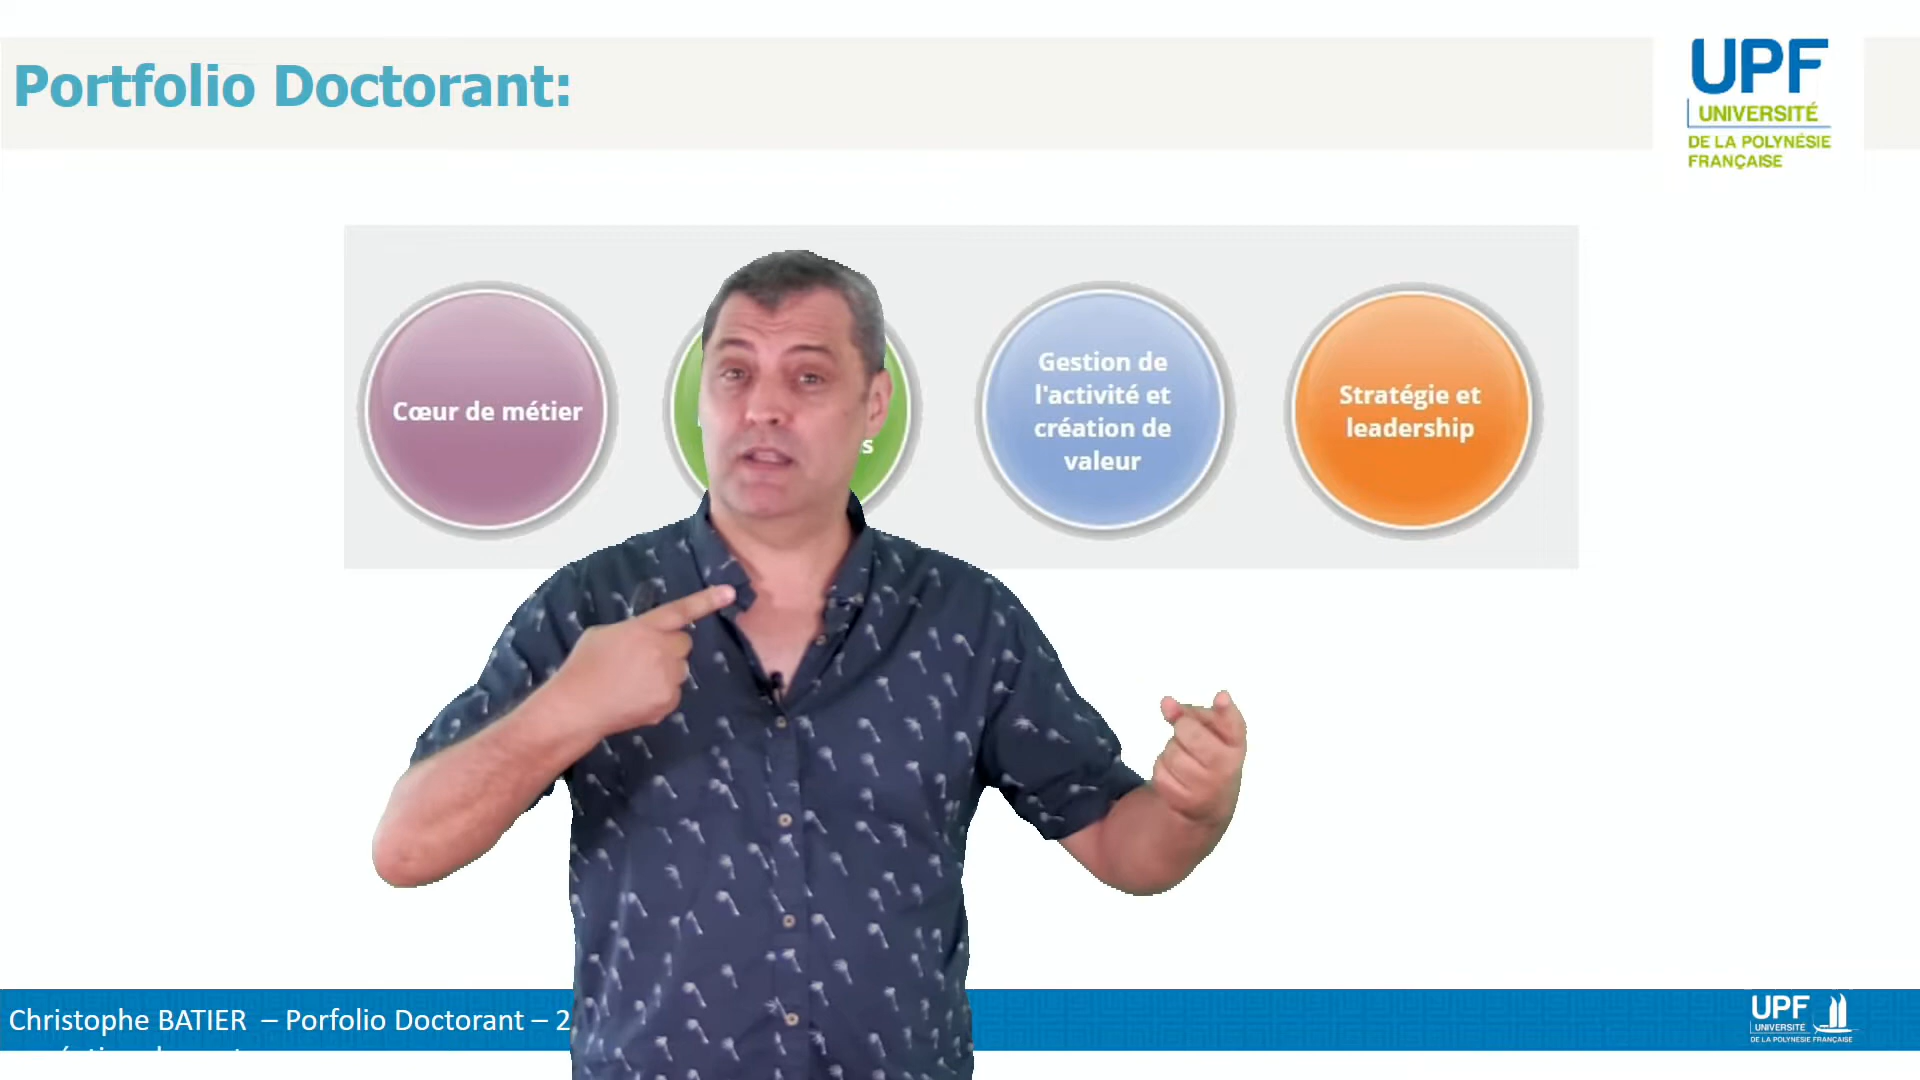 Portfolio Doctorant:
UPF
UNIVERSITÉ
DE LA POLYNÉSIE
FRANÇAISE
Cœur de métier
Gestion de
l'activité et
création de
valeur
Stratégie et
leadership
Christophe BATIER – Porfolio Doctorant – 2
UPF
UNIVERSITÉ
DE LA POLYNÉSIE FRANÇAISE